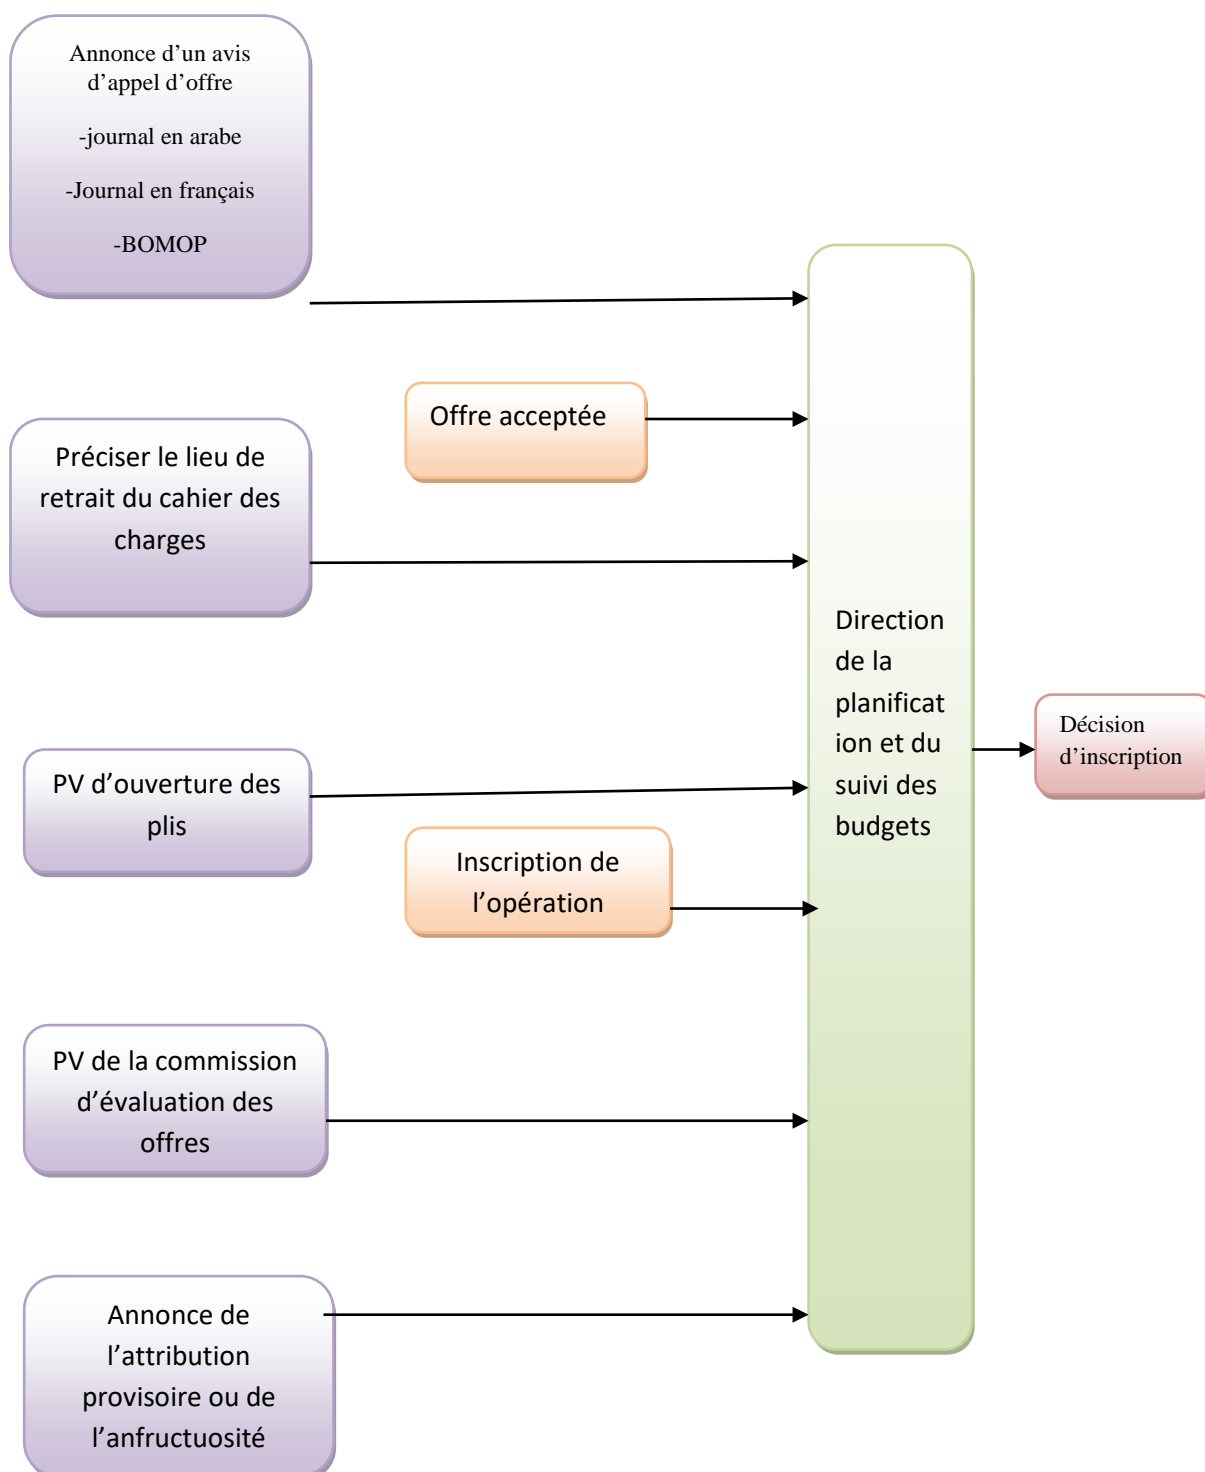 Annonce d’un avis
d’appel d’offre
-journal en arabe
-Journal en français
-BOMOP
Offre acceptée
Préciser le lieu de
retrait du cahier des
charges
Direction
de la
planificat
ion et du
suivi des
budgets
Décision
d’inscription
PV d’ouverture des
plis
Inscription de
l’opération
PV de la commission
d’évaluation des
offres
Annonce de
l’attribution
provisoire ou de
l’anfructuosité